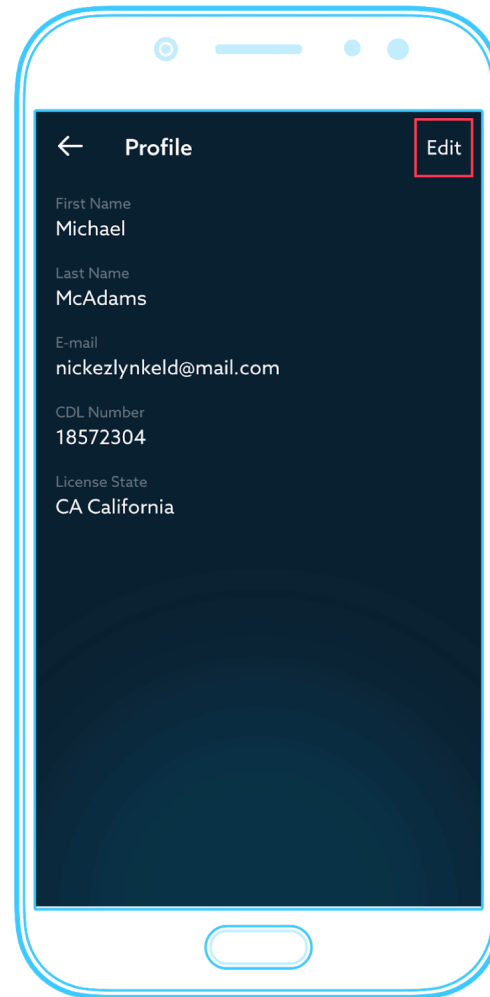 Profile
Edit
First Name
Michael
Last Name
McAdams
E-mail
nickezlynkeld@mail.com
CDL Number
18572304
License State
CA California